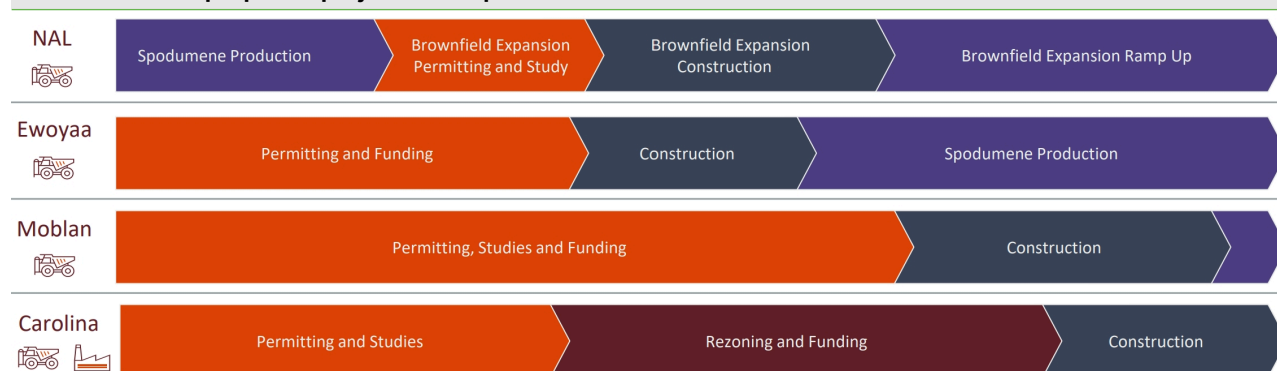 NAL
Spodumene Production
Brownfield Expansion
Permitting and Study
Brownfield Expansion
Construction
Brownfield Expansion Ramp Up
Ewoyaa
Permitting and Funding
Construction
Spodumene Production
Moblan
Permitting, Studies and Funding
Construction
Carolina
Permitting and Studies
Rezoning and Funding
Construction